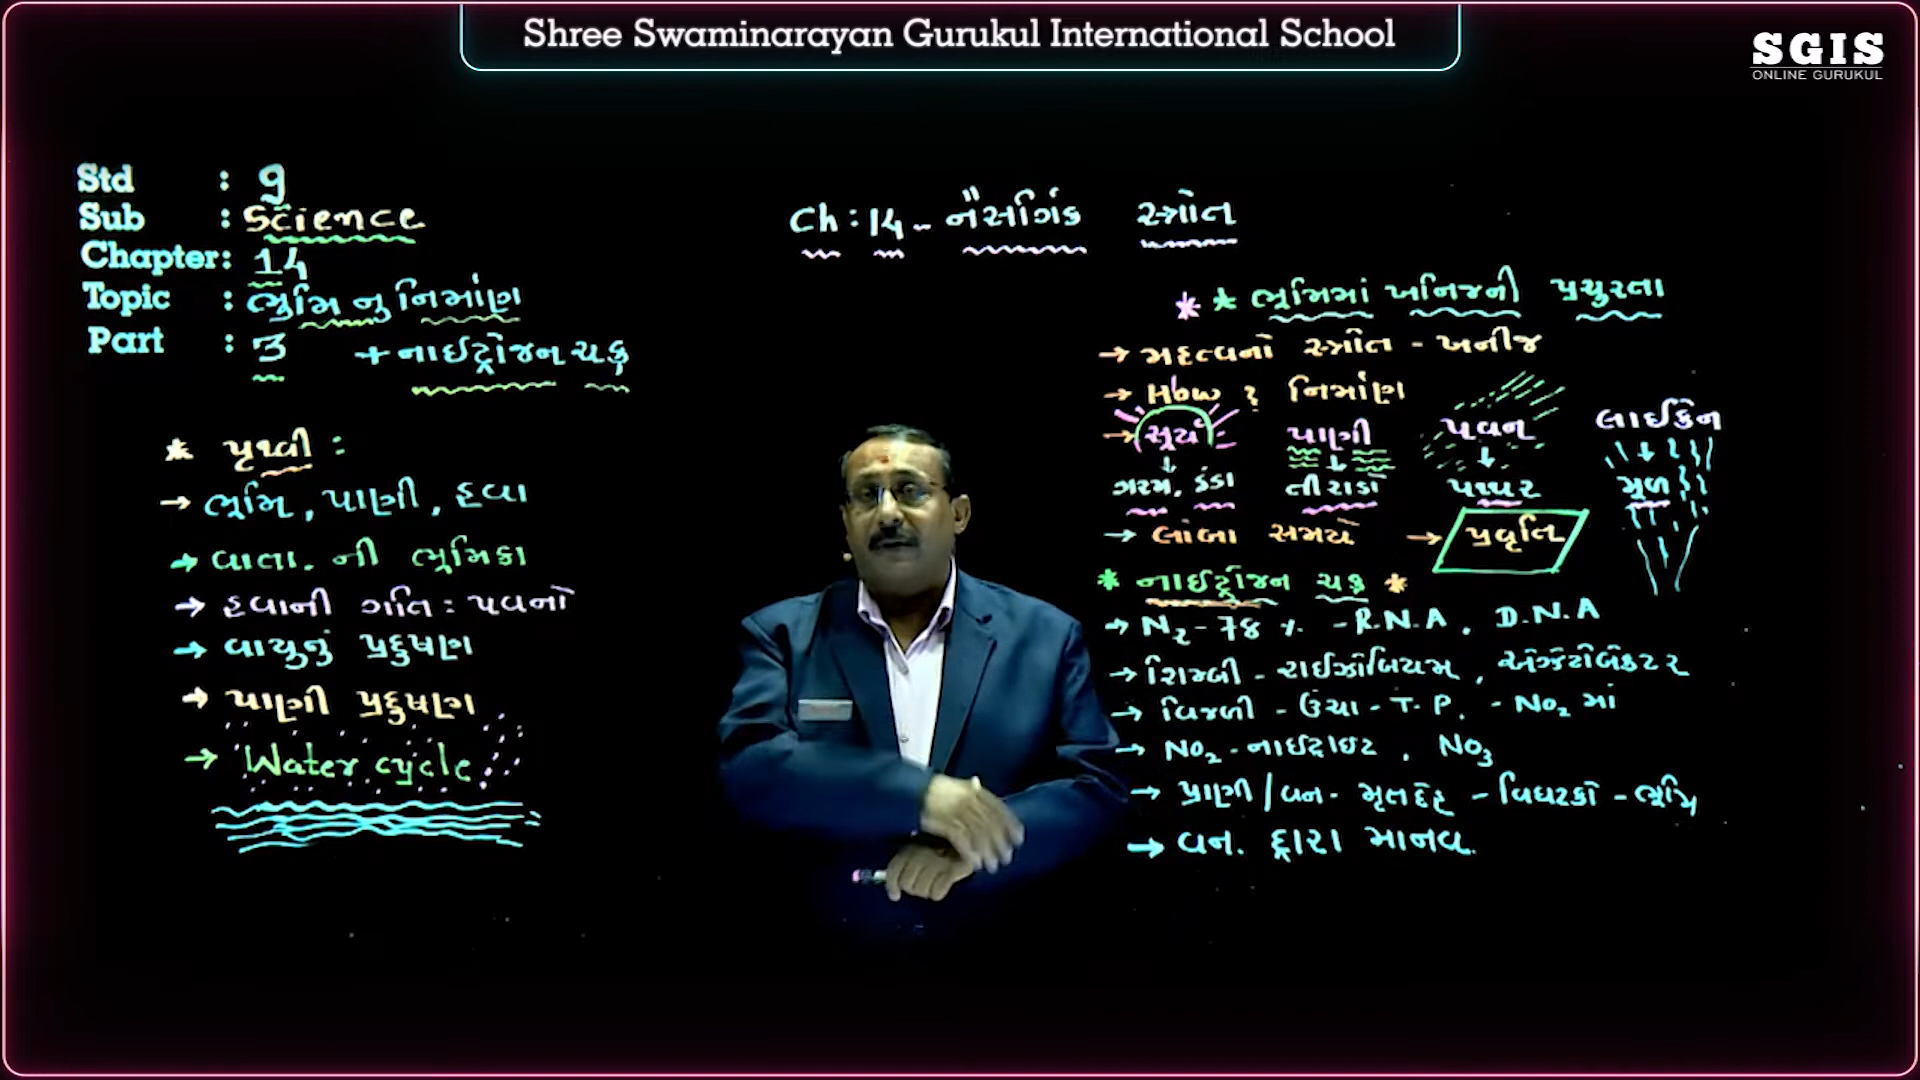 Shree Swaminarayan Gurukul International School
SGIS
ONLINE GURUKUL
Std : 9
Sub : Science
Chapter: 14
Topic : ભુમિ નુ નિર્માણ
Part : 3 + નાઈટ્રોજન ચક્ર
Ch : 14 - નૈસર્ગિક સ્ત્રોત
* પૃથ્વી :
→ ભૂમિ, પાણી, હવા
→ વાતા. ની ભૂમિકા
→ હવાની ગતિ : પવનો
→ વાયુનું પ્રદુષણ
→ પાણી પ્રદુષણ
→ Water cycle
* * ભૂમિમાં ખનિજની પ્રચુરતા
→ મહત્વનો સ્ત્રોત - ખનીજ
→ How ? નિર્માણ
→ સૂર્ય પાણી પવન લાઈકેન
↓ ↓ ↓ ↓
ગરમ, ઠંડા તીરાડો પથ્થર મૂળ
→ લાંબા સમયે → પ્રવૃતિ
* નાઈટ્રોજન ચક્ર *
→ N₂ - 78 %. - R.N.A, D.N.A
→ શિમ્બી - રાઈઝોબિયમ, એઝેટોબેક્ટર
→ વિજળી - ઉંચા - T. P. - NO₂ માં
→ NO₂ - નાઈટ્રાઇટ, NO₃
→ પ્રાણી / વન - મૃતદેહ - વિઘટકો - ભૂમિ
→ વન. દ્વારા માનવ.